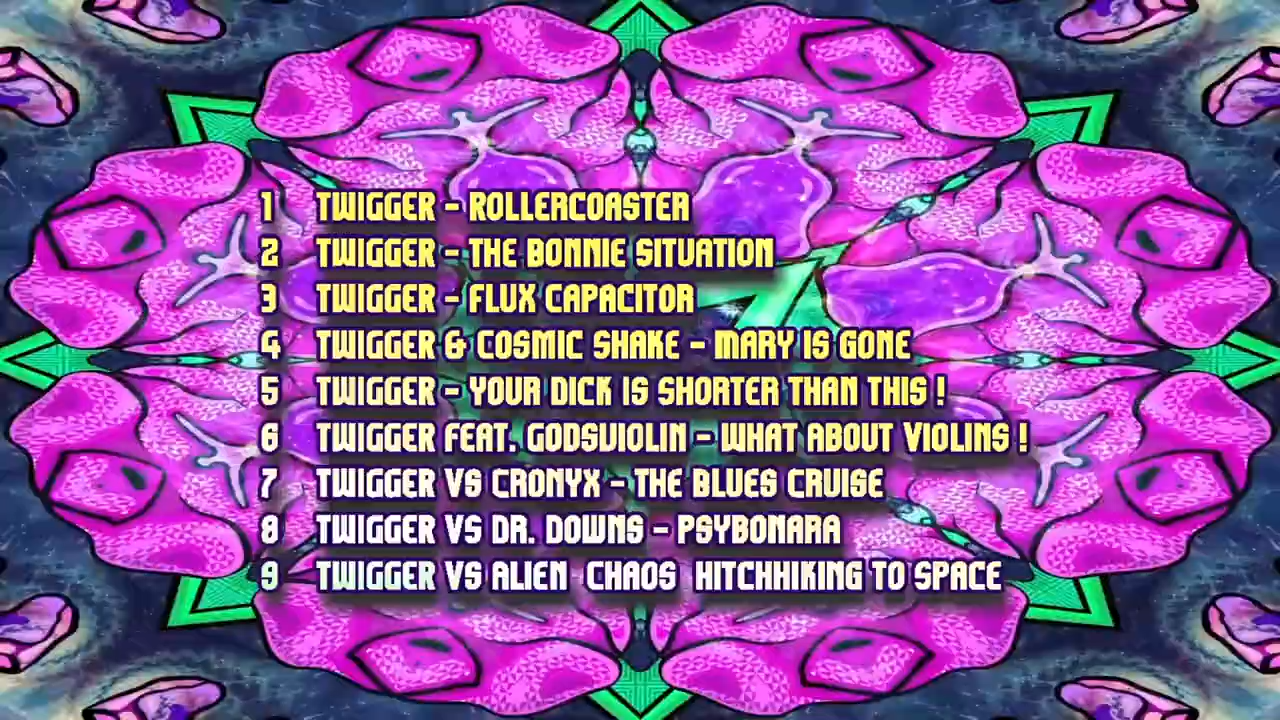 1 TWIGGER - ROLLERCOASTER
2 TWIGGER - THE BONNIE SITUATION
3 TWIGGER - FLUX CAPACITOR
4 TWIGGER & COSMIC SHAKE - MARY IS GONE
5 TWIGGER - YOUR DICK IS SHORTER THAN THIS !
6 TWIGGER FEAT. GODSVIOLIN - WHAT ABOUT VIOLINS !
7 TWIGGER VS CRONYX - THE BLUES CRUISE
8 TWIGGER VS DR. DOWNS - PSYBONARA
9 TWIGGER VS ALIEN CHAOS HITCHHIKING TO SPACE